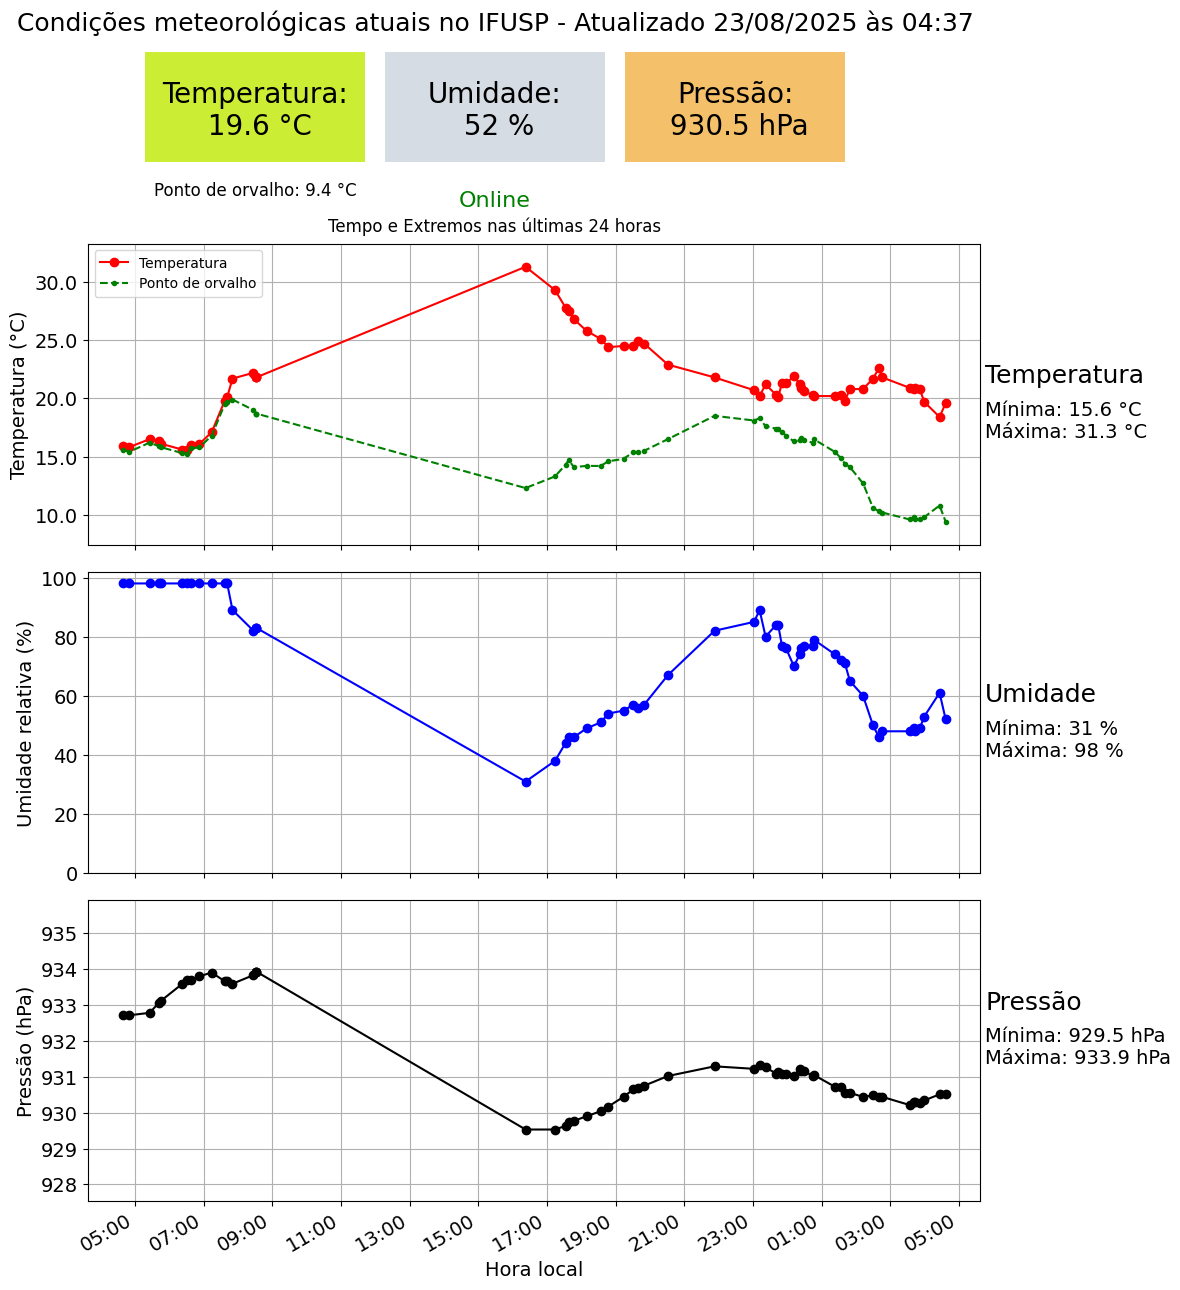 Condições meteorológicas atuais no IFUSP - Atualizado 23/08/2025 às 04:37
Temperatura:
19.6 °C
Umidade:
52 %
Pressão:
930.5 hPa
Ponto de orvalho: 9.4 °C
Online
Tempo e Extremos nas últimas 24 horas
Temperatura
Ponto de orvalho
Temperatura (°C)
30.0
25.0
20.0
15.0
10.0
Temperatura
Mínima: 15.6 °C
Máxima: 31.3 °C
Umidade relativa (%)
100
80
60
40
20
0
Umidade
Mínima: 31 %
Máxima: 98 %
Pressão (hPa)
935
934
933
932
931
930
929
928
Pressão
Mínima: 929.5 hPa
Máxima: 933.9 hPa
05:00
07:00
09:00
11:00
13:00
15:00
17:00
19:00
21:00
23:00
01:00
03:00
05:00
Hora local